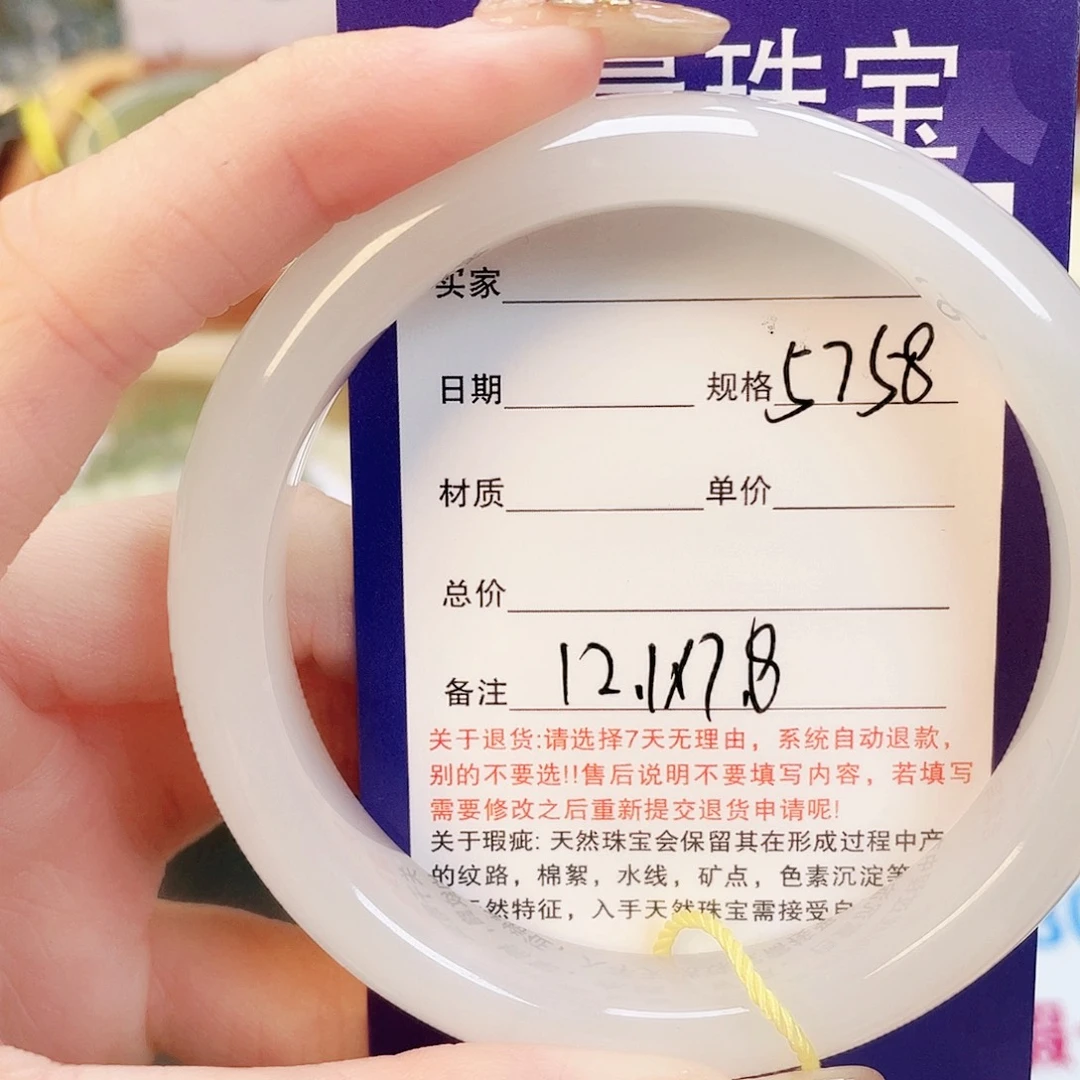 珠宝
买家
日期 规格 5758
材质 单价
总价
备注 12.1x7.8
关于退货:请选择7天无理由，系统自动退款，
别的不要选!!售后说明不要填写内容，若填写
需要修改之后重新提交退货申请呢!
关于瑕疵: 天然珠宝会保留其在形成过程中产
的纹路，棉絮，水线，矿点，色素沉淀等
然特征，入手天然珠宝需接受自